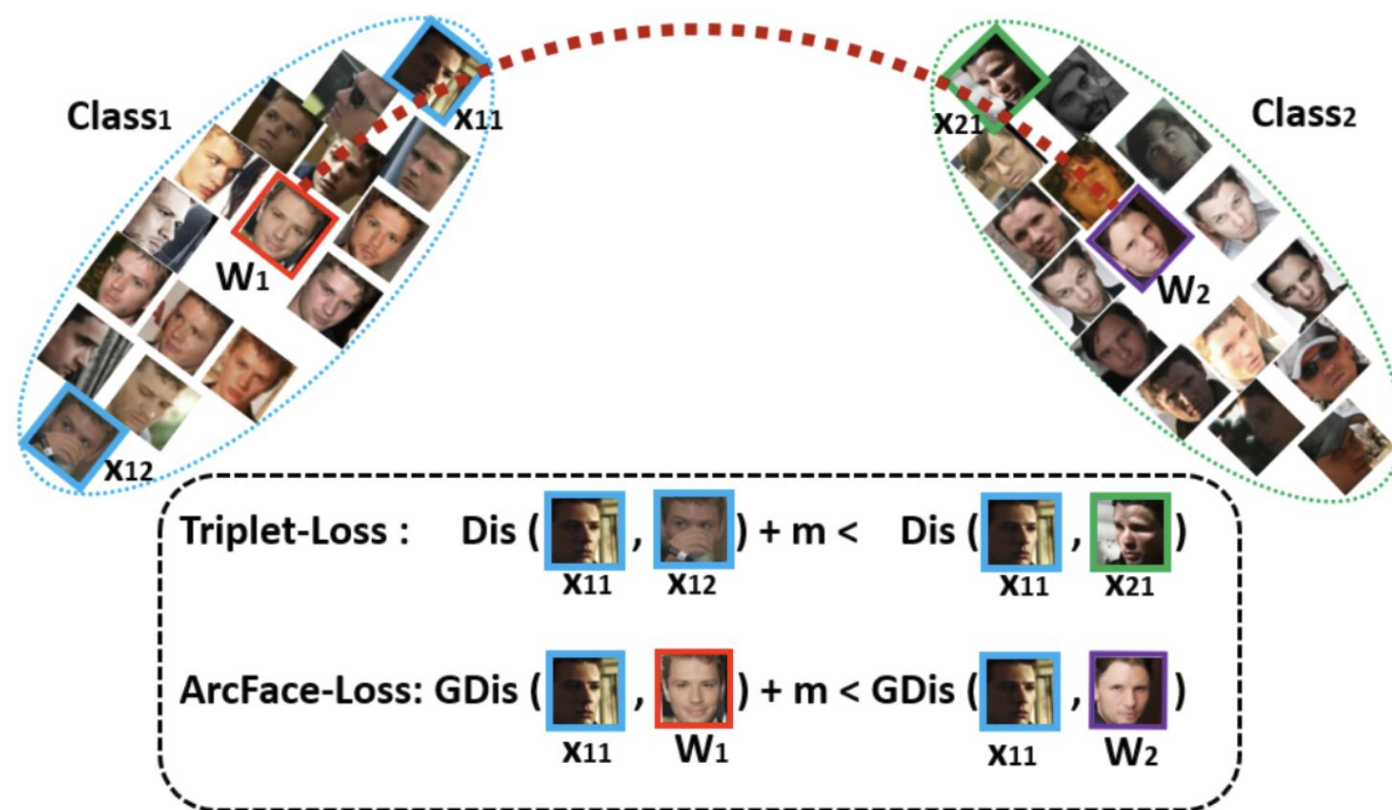 Class1
x11
W1
x12
x21
Class2
W2
Triplet-Loss : Dis ( , ) + m < Dis ( , )
x11 x12 x11 x21
ArcFace-Loss: GDis ( , ) + m < GDis ( , )
x11 W1 x11 W2